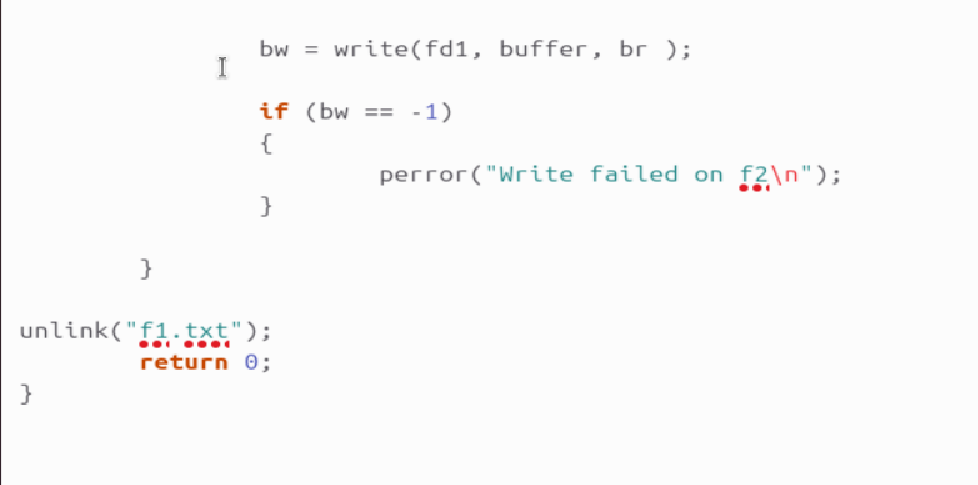 bw = write(fd1, buffer, br );
if (bw == -1)
{
perror("Write failed on f2\n");
}
}
unlink("f1.txt");
return 0;
}